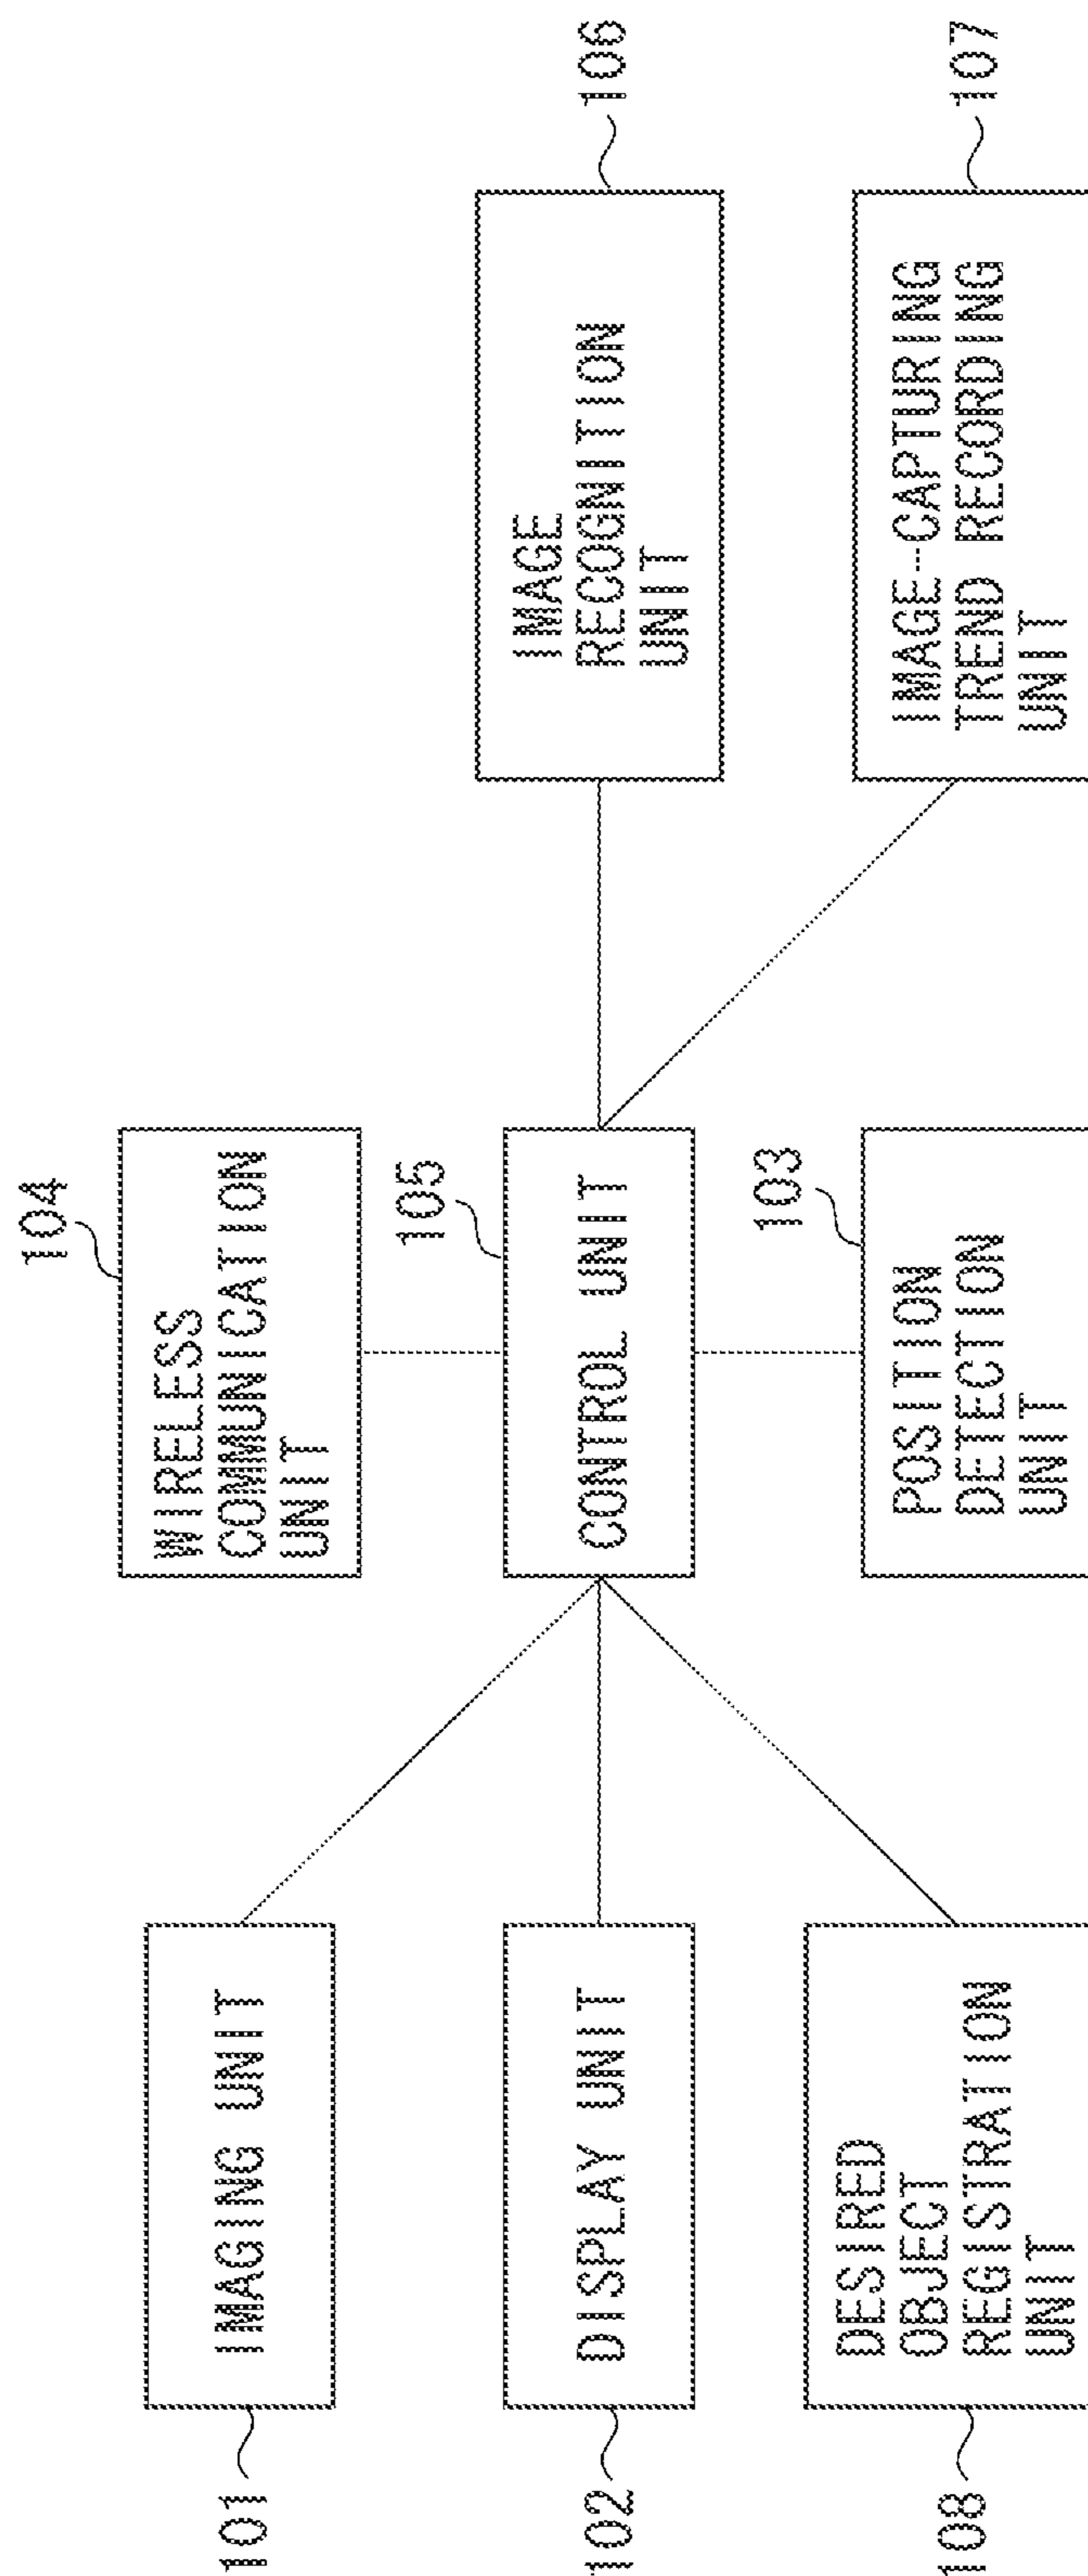 104
WIRELESS
COMMUNICATION
UNIT
101
IMAGING UNIT
105
CONTROL UNIT
106
IMAGE
RECOGNITION
UNIT
102
DISPLAY UNIT
103
POSITION
DETECTION
UNIT
107
IMAGE-CAPTURING
TREND RECORDING
UNIT
108
DESIRED
OBJECT
REGISTRATION
UNIT